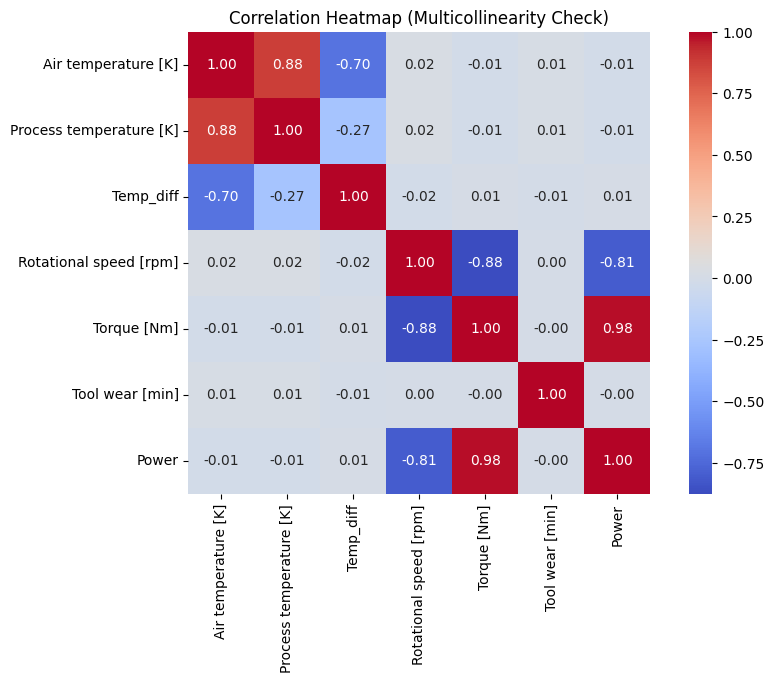 Correlation Heatmap (Multicollinearity Check)
Air temperature [K] 1.00 0.88 -0.70 0.02 -0.01 0.01 -0.01
Process temperature [K] 0.88 1.00 -0.27 0.02 -0.01 0.01 -0.01
Temp_diff -0.70 -0.27 1.00 -0.02 0.01 -0.01 0.01
Rotational speed [rpm] 0.02 0.02 -0.02 1.00 -0.88 0.00 -0.81
Torque [Nm] -0.01 -0.01 0.01 -0.88 1.00 -0.00 0.98
Tool wear [min] 0.01 0.01 -0.01 0.00 -0.00 1.00 -0.00
Power -0.01 -0.01 0.01 -0.81 0.98 -0.00 1.00
Air temperature [K]
Process temperature [K]
Temp_diff
Rotational speed [rpm]
Torque [Nm]
Tool wear [min]
Power
1.00
0.75
0.50
0.25
0.00
−0.25
−0.50
−0.75